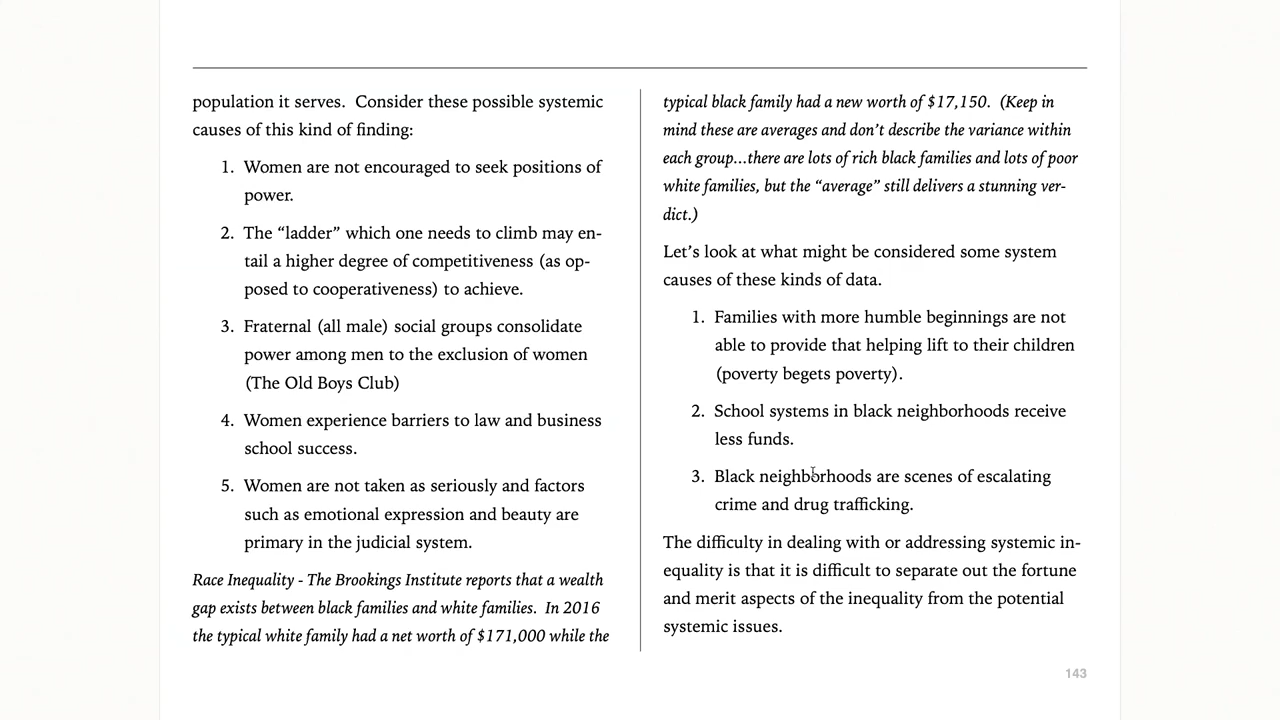 population it serves.  Consider these possible systemic
causes of this kind of finding:
1. Women are not encouraged to seek positions of
power.
2. The “ladder” which one needs to climb may en-
tail a higher degree of competitiveness (as op-
posed to cooperativeness) to achieve.
3. Fraternal (all male) social groups consolidate
power among men to the exclusion of women
(The Old Boys Club)
4. Women experience barriers to law and business
school success.
5. Women are not taken as seriously and factors
such as emotional expression and beauty are
primary in the judicial system.
Race Inequality - The Brookings Institute reports that a wealth
gap exists between black families and white families.  In 2016
the typical white family had a net worth of $171,000 while the
typical black family had a new worth of $17,150.  (Keep in
mind these are averages and don’t describe the variance within
each group...there are lots of rich black families and lots of poor
white families, but the “average” still delivers a stunning ver-
dict.)
Let’s look at what might be considered some system
causes of these kinds of data.
1. Families with more humble beginnings are not
able to provide that helping lift to their children
(poverty begets poverty).
2. School systems in black neighborhoods receive
less funds.
3. Black neighborhoods are scenes of escalating
crime and drug trafficking.
The difficulty in dealing with or addressing systemic in-
equality is that it is difficult to separate out the fortune
and merit aspects of the inequality from the potential
systemic issues.
143